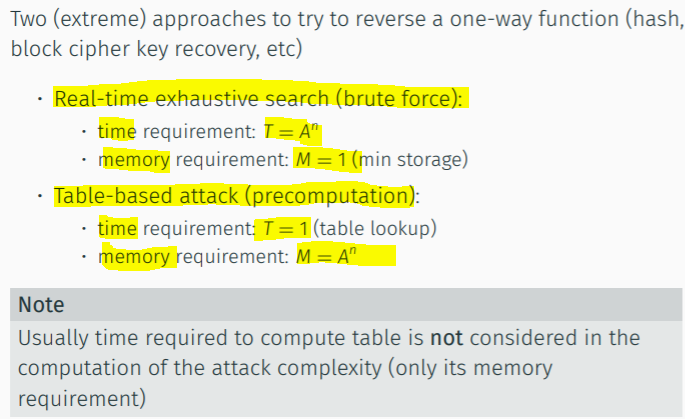 Two (extreme) approaches to try to reverse a one-way function (hash,
block cipher key recovery, etc)
· Real-time exhaustive search (brute force):
· time requirement: T = Aⁿ
· memory requirement: M = 1 (min storage)
· Table-based attack (precomputation):
· time requirement: T = 1 (table lookup)
· memory requirement: M = Aⁿ
Note
Usually time required to compute table is not considered in the
computation of the attack complexity (only its memory
requirement)